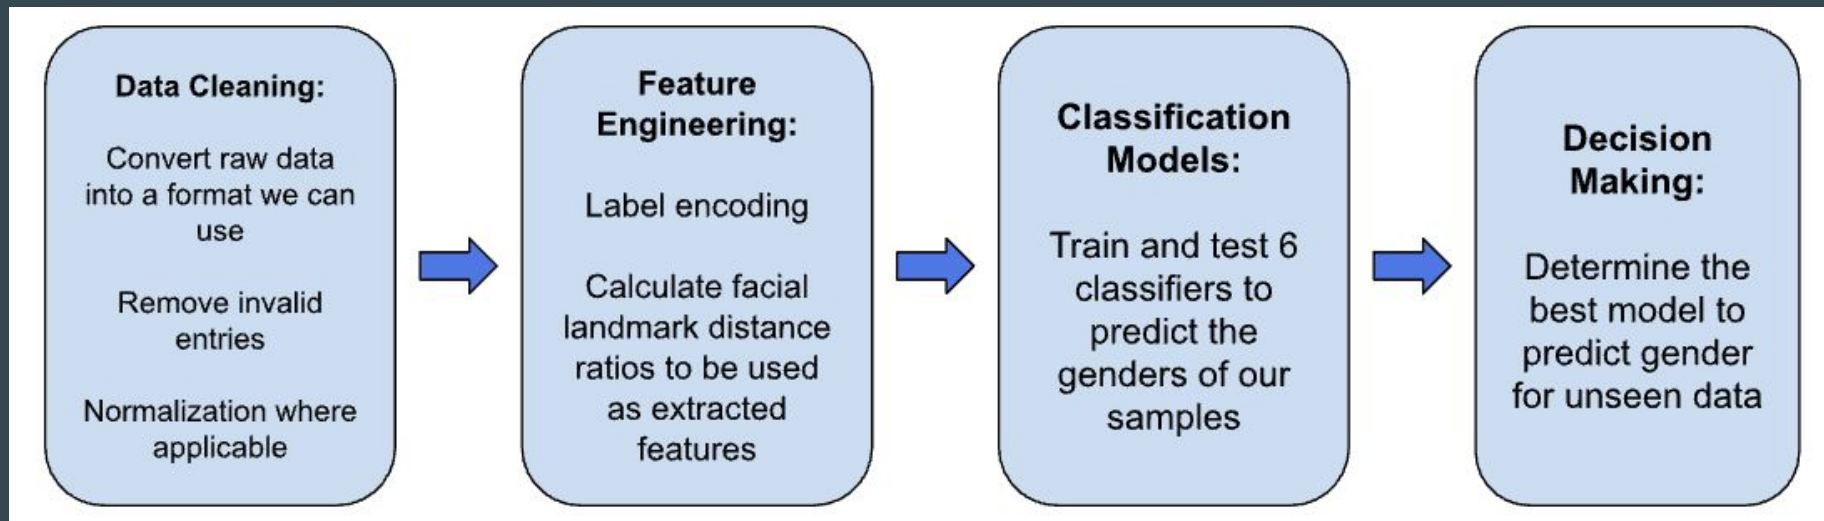 Data Cleaning:
Convert raw data
into a format we can
use
Remove invalid
entries
Normalization where
applicable
Feature
Engineering:
Label encoding
Calculate facial
landmark distance
ratios to be used
as extracted
features
Classification
Models:
Train and test 6
classifiers to
predict the
genders of our
samples
Decision
Making:
Determine the
best model to
predict gender
for unseen data